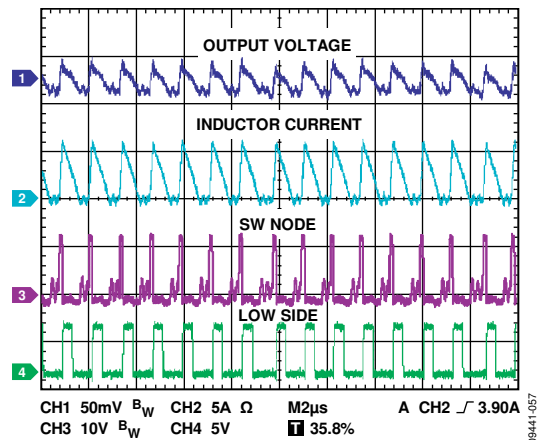 OUTPUT VOLTAGE
1
INDUCTOR CURRENT
2
SW NODE
3
LOW SIDE
4
CH1 50mV BW CH2 5A Ω M2µs A CH2 3.90A
CH3 10V BW CH4 5V T 35.8%
09441-057